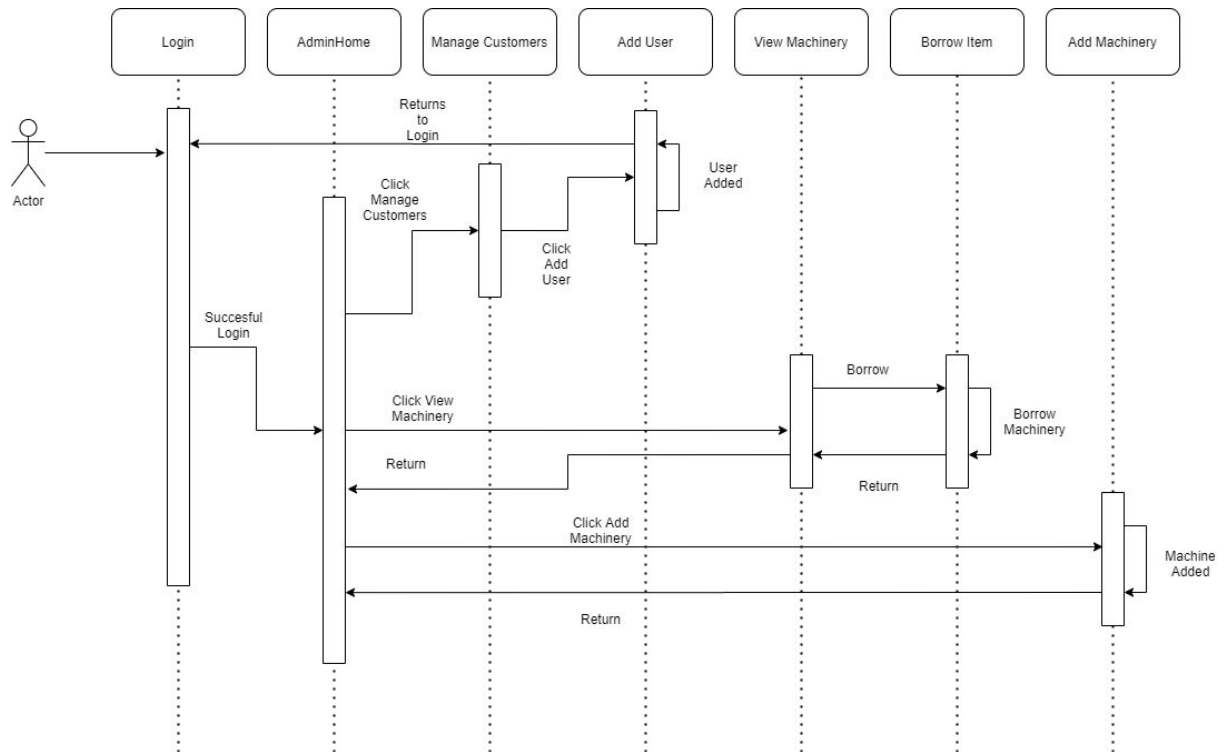 Login
AdminHome
Manage Customers
Add User
View Machinery
Borrow Item
Add Machinery
Returns
to
Login
User
Added
Actor
Click
Manage
Customers
Click
Add
User
Succesful
Login
Borrow
Click View
Machinery
Borrow
Machinery
Return
Return
Click Add
Machinery
Machine
Added
Return